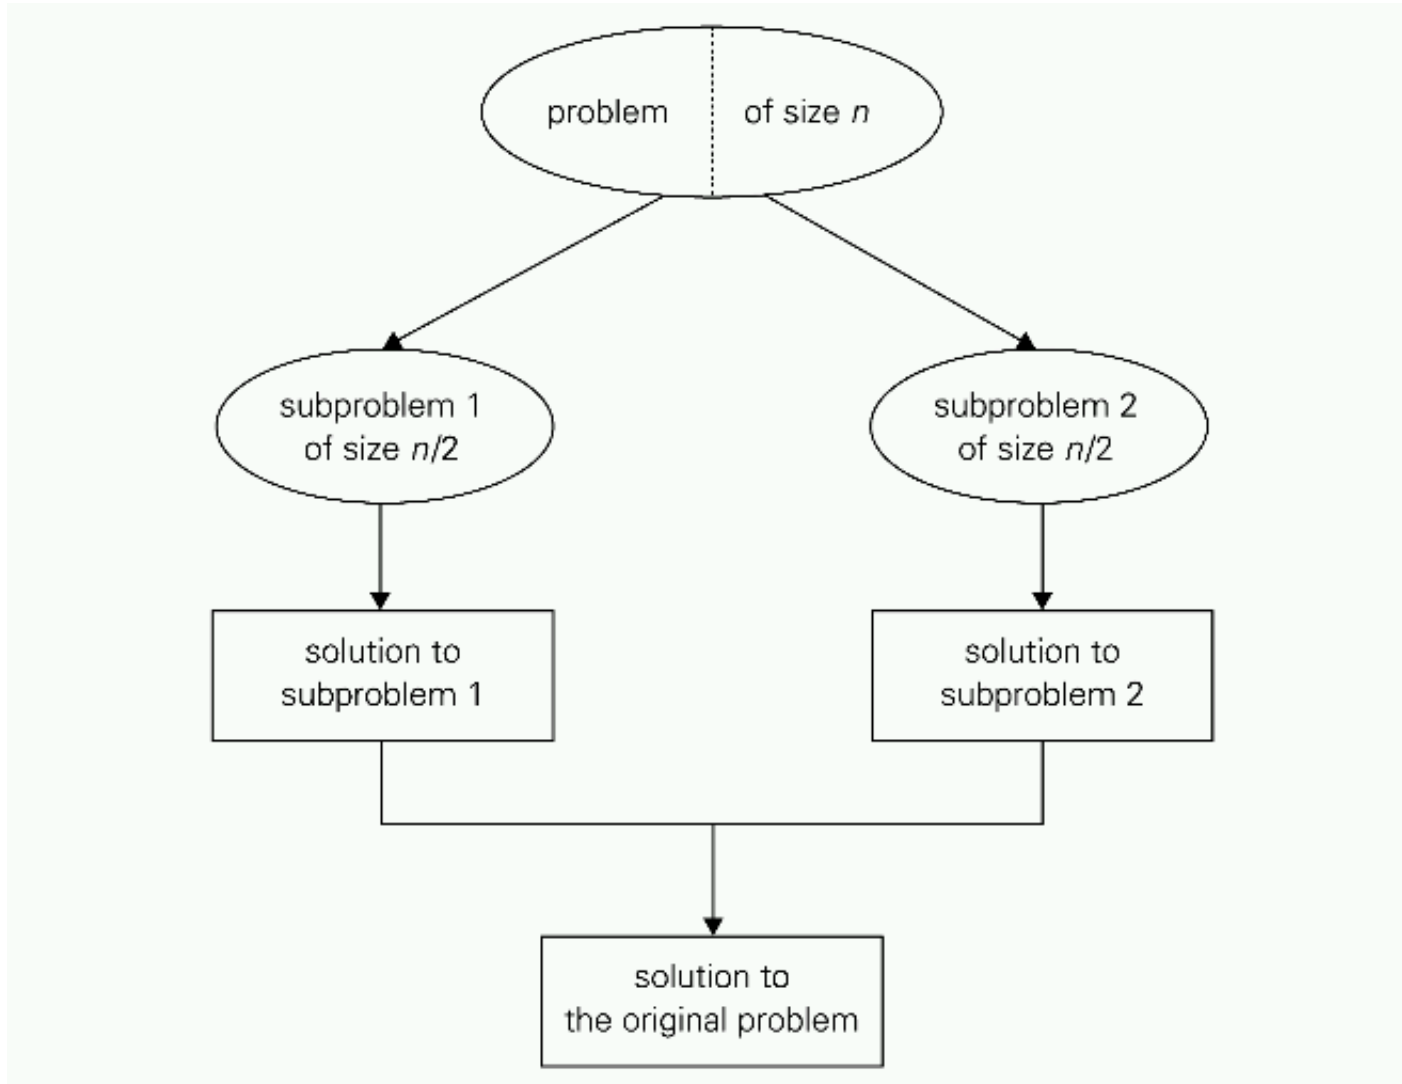 problem of size n
subproblem 1
of size n/2
subproblem 2
of size n/2
solution to
subproblem 1
solution to
subproblem 2
solution to
the original problem